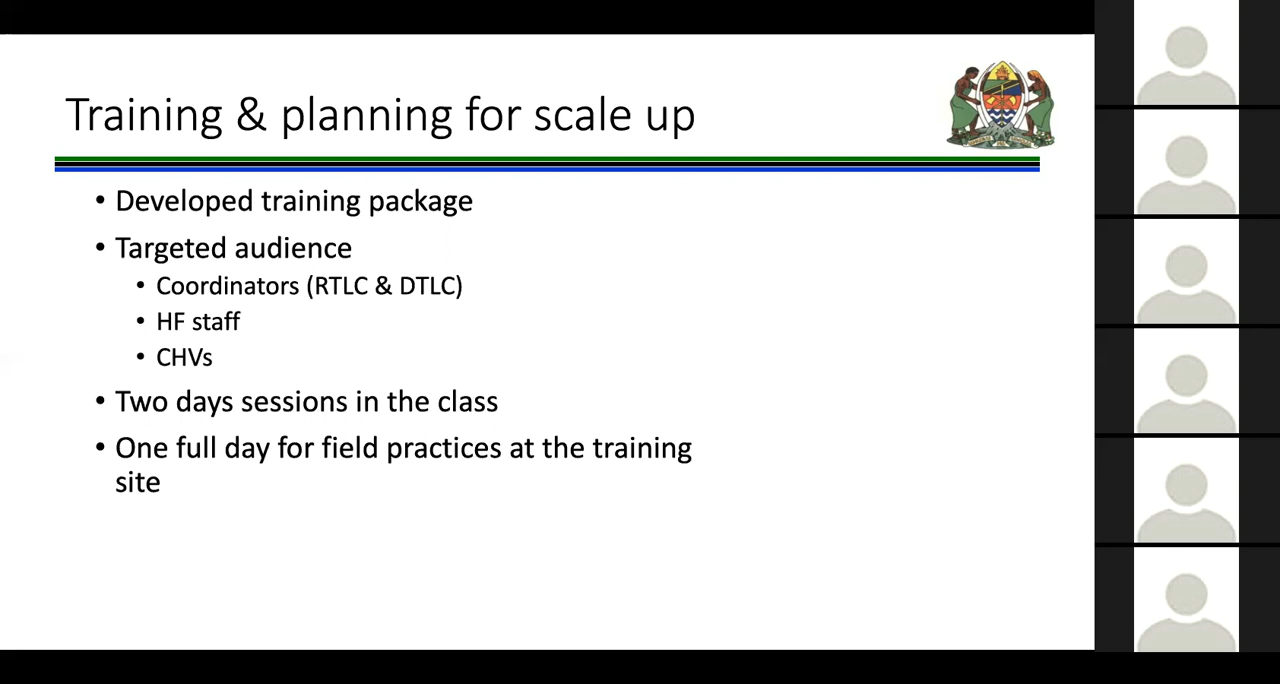 Training & planning for scale up
• Developed training package
• Targeted audience
• Coordinators (RTLC & DTLC)
• HF staff
• CHVs
• Two days sessions in the class
• One full day for field practices at the training
site